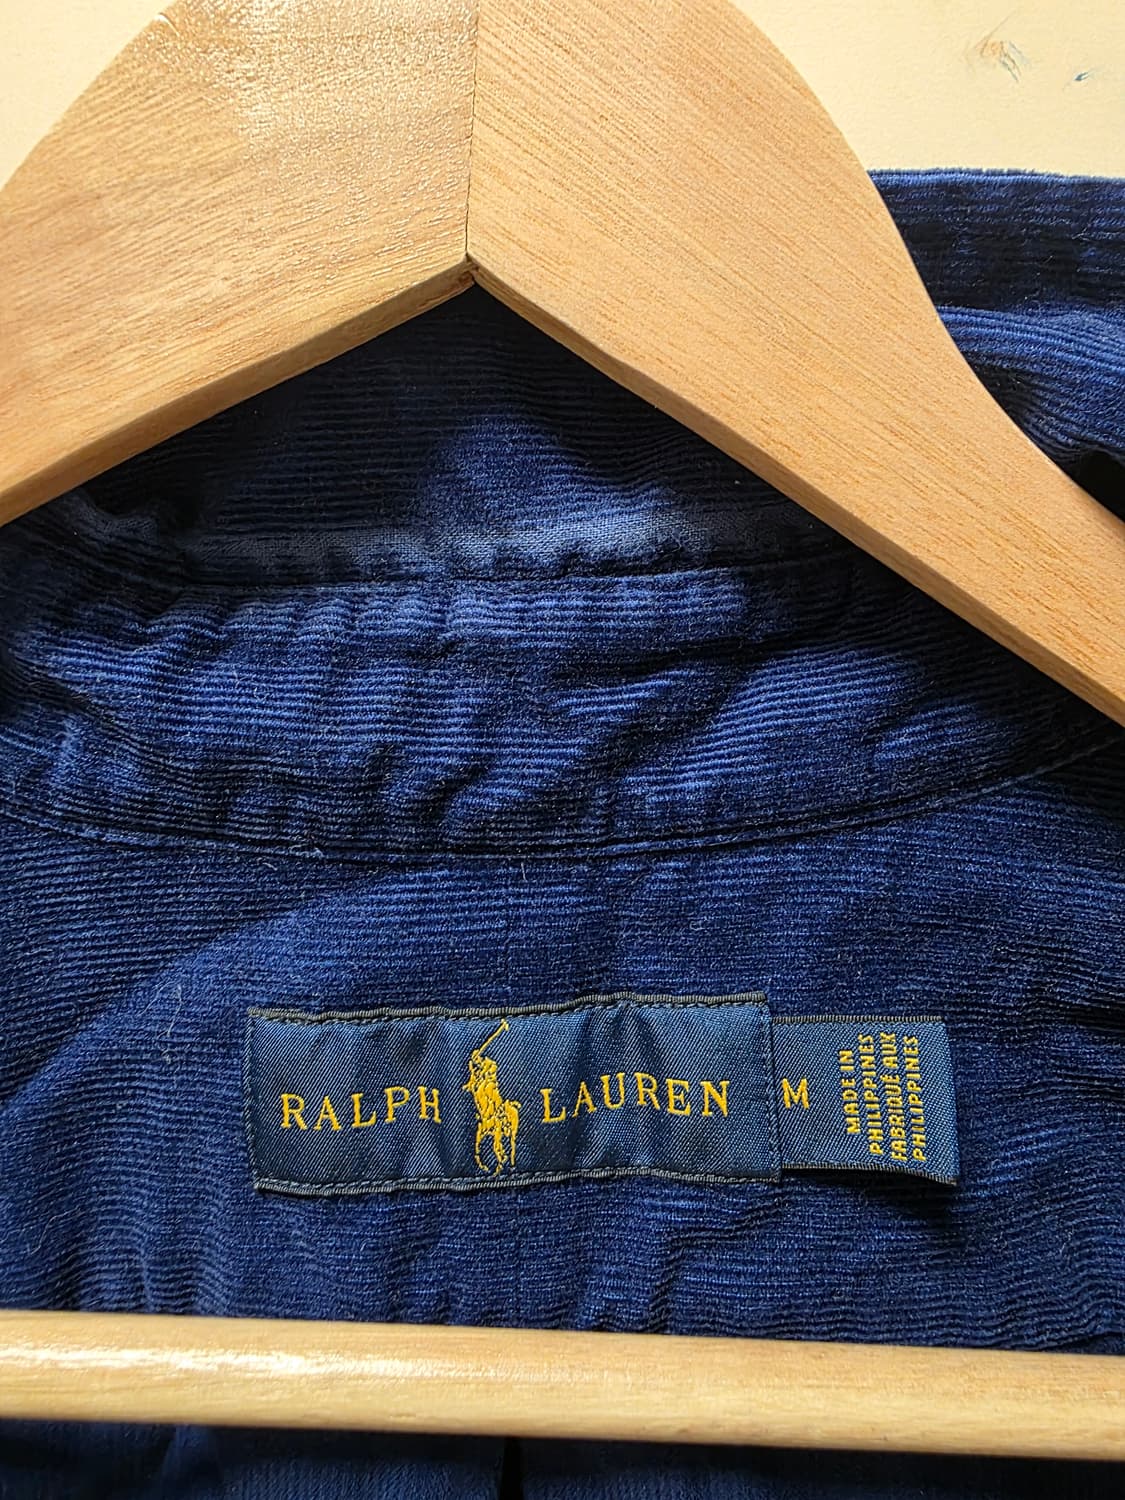 RALPH LAUREN
M
MADE IN
PHILIPPINES
FABRIQUÉ AUX
PHILIPPINES